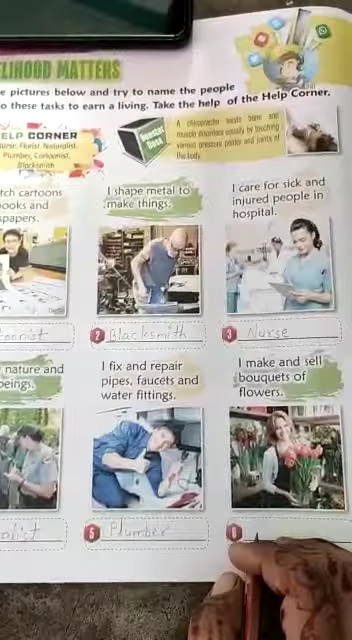 LIHOOD MATTERS
e pictures below and try to name the people
o these tasks to earn a living. Take the help of the Help Corner.
ELP CORNER
Nurse, Florist, Naturalist,
Plumber, Cartoonist,
Blacksmith
Booster Dose
A chiropractor treats bone and
muscle disorders usually by touching
various pressure points and joints of
the body.
tch cartoons
ooks and
spapers.
I shape metal to
make things.
I care for sick and
injured people in
hospital.
oonist
2 Blacksmith
3 Nurse
nature and
beings.
I fix and repair
pipes, faucets and
water fittings.
I make and sell
bouquets of
flowers.
alist
5 Plumber
6